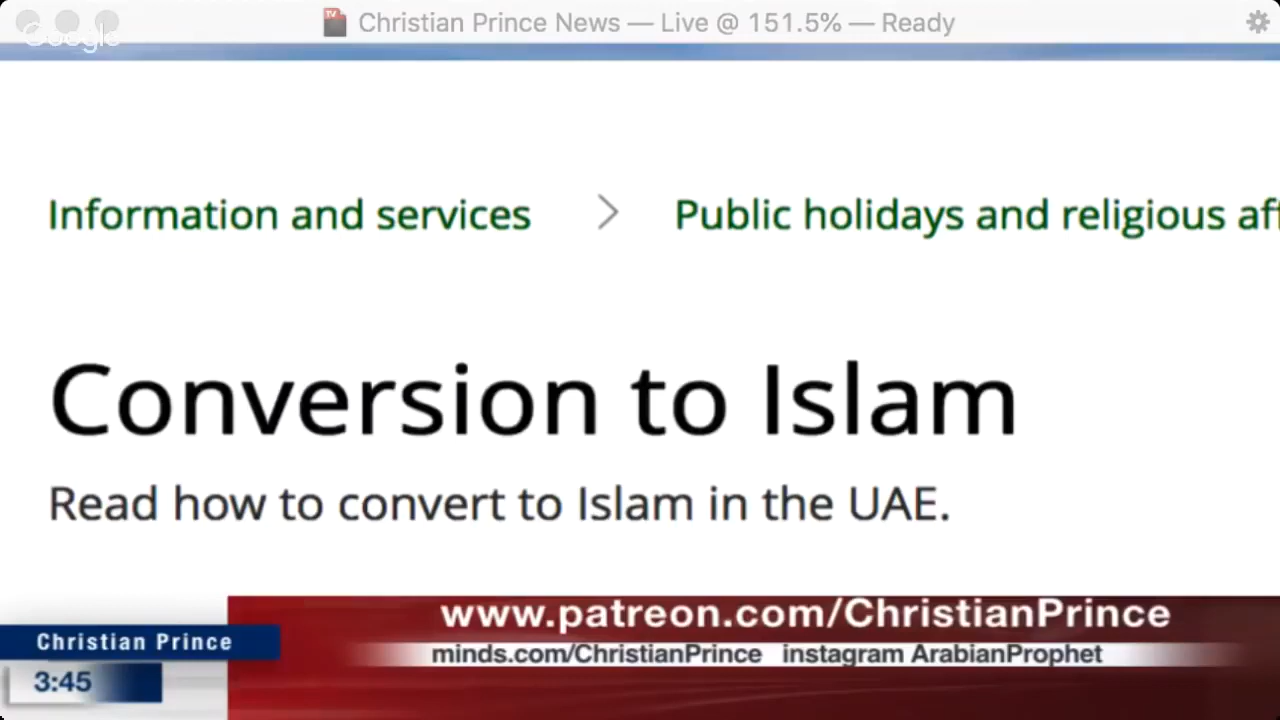 Christian Prince News — Live @ 151.5% — Ready
Google
Information and services > Public holidays and religious aff
Conversion to Islam
Read how to convert to Islam in the UAE.
www.patreon.com/ChristianPrince
Christian Prince
minds.com/ChristianPrince instagram ArabianProphet
3:45